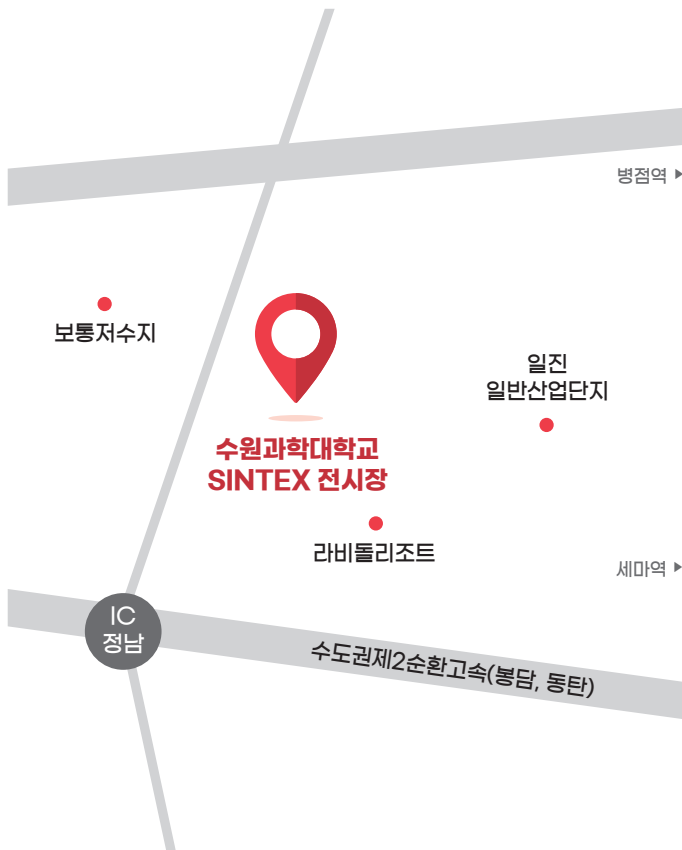 병점역 ▶
보통저수지
일진
일반산업단지
수원과학대학교
SINTEX 전시장
라비돌리조트
세마역 ▶
IC
정남
수도권제2순환고속(봉담, 동탄)